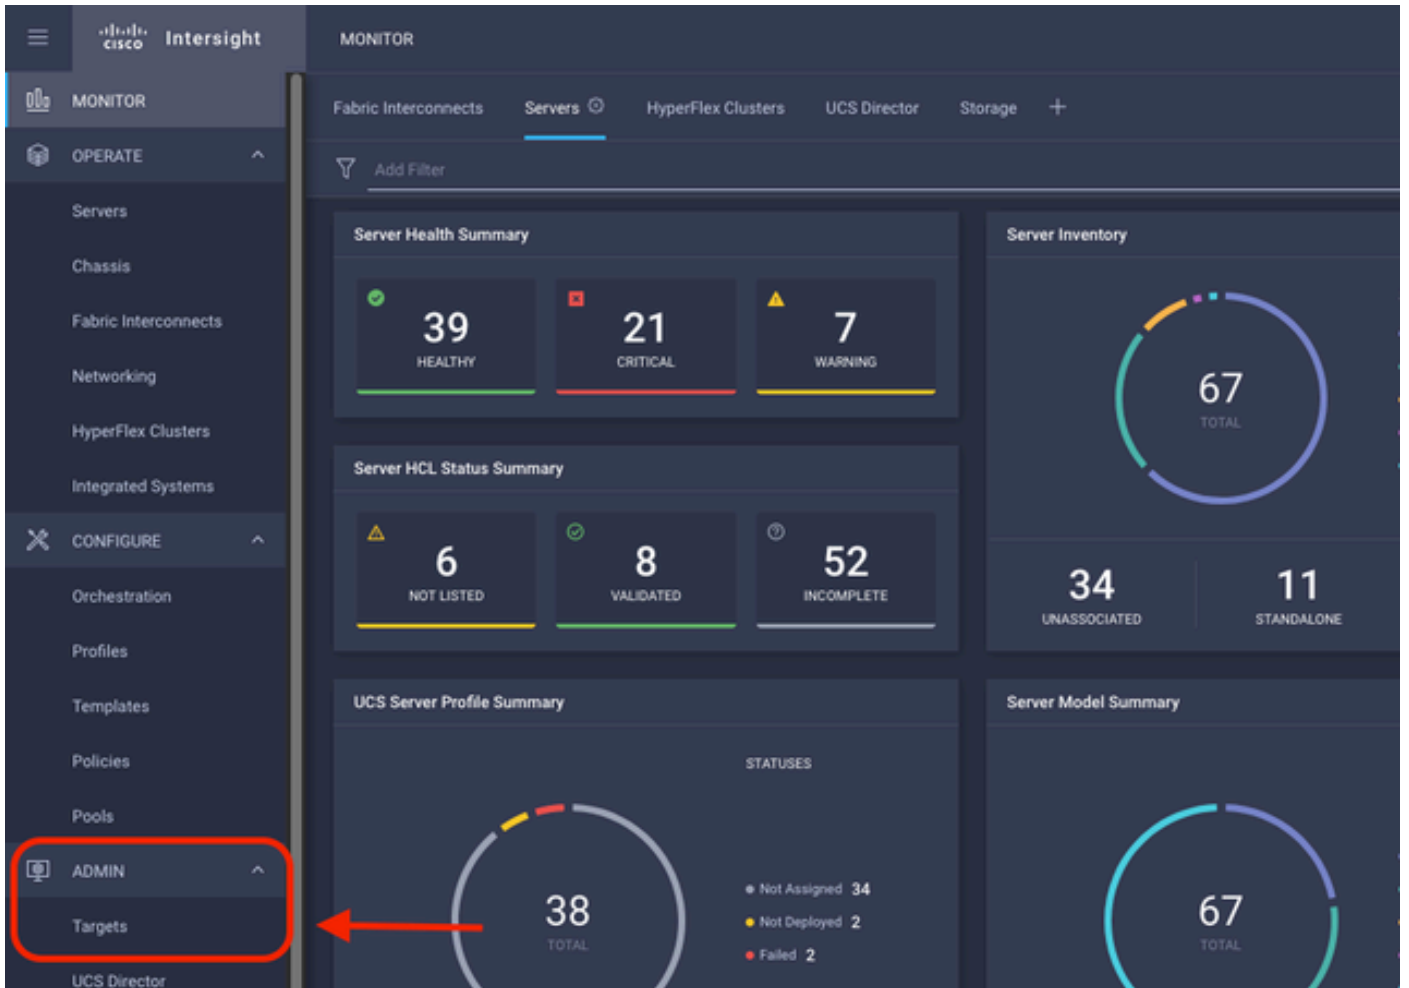 CISCO Intersight
MONITOR
MONITOR
OPERATE
Servers
Chassis
Fabric Interconnects
Networking
HyperFlex Clusters
Integrated Systems
CONFIGURE
Orchestration
Profiles
Templates
Policies
Pools
ADMIN
Targets
UCS Director
Fabric Interconnects Servers HyperFlex Clusters UCS Director Storage +
Add Filter
Server Health Summary
39
HEALTHY
21
CRITICAL
7
WARNING
Server Inventory
67
TOTAL
34
UNASSOCIATED
11
STANDALONE
Server HCL Status Summary
6
NOT LISTED
8
VALIDATED
52
INCOMPLETE
UCS Server Profile Summary
38
TOTAL
STATUSES
Not Assigned 34
Not Deployed 2
Failed 2
Server Model Summary
67
TOTAL